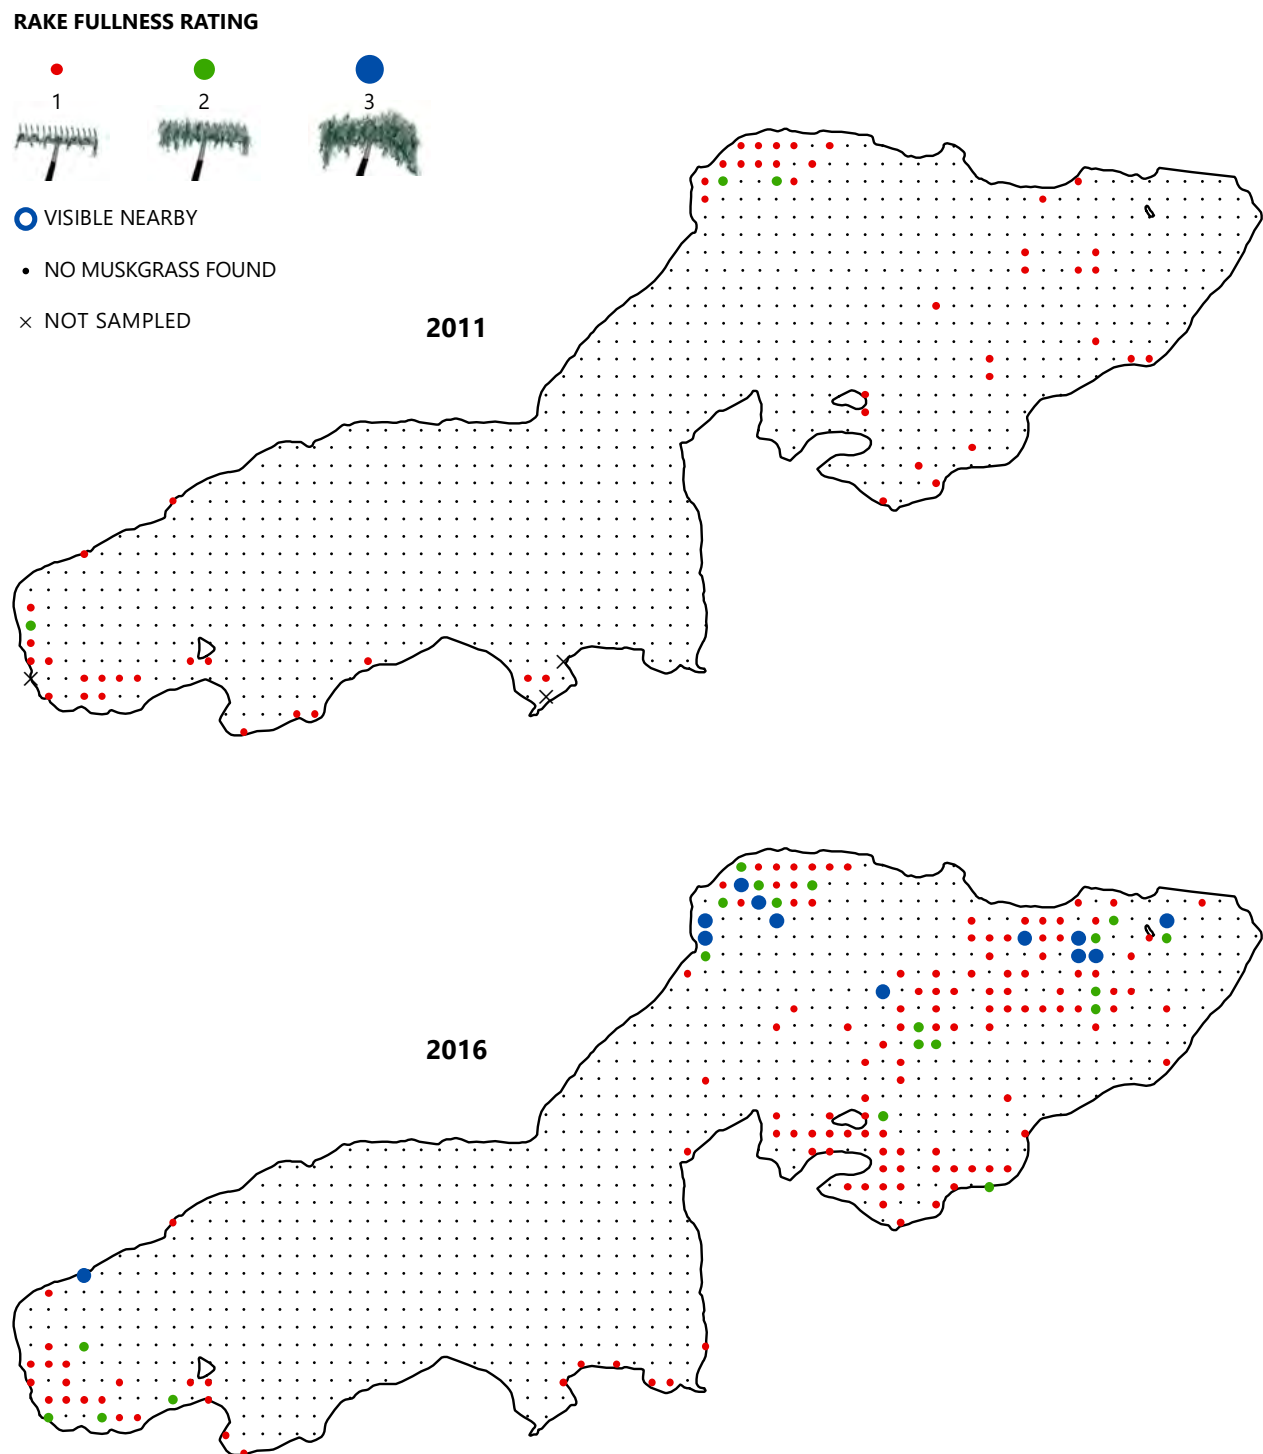 RAKE FULLNESS RATING
1 2 3
VISIBLE NEARBY
NO MUSKGRASS FOUND
NOT SAMPLED
2011
2016